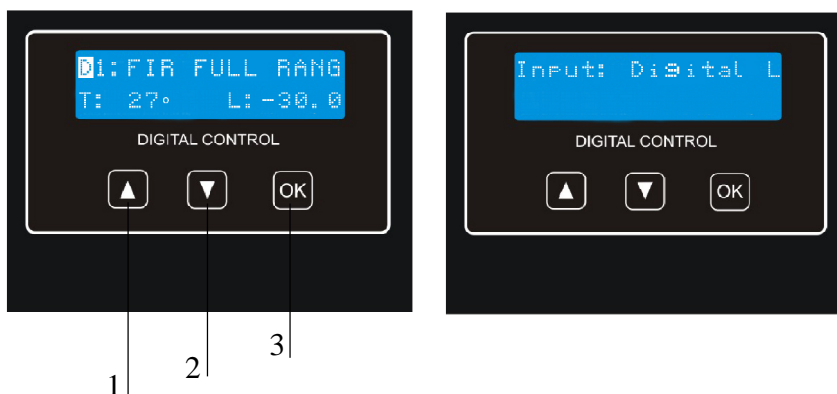 D1:FIR FULL RANG
T: 27° L:-30.0
DIGITAL CONTROL
OK
1
2
3
Input: Digital L
DIGITAL CONTROL
OK